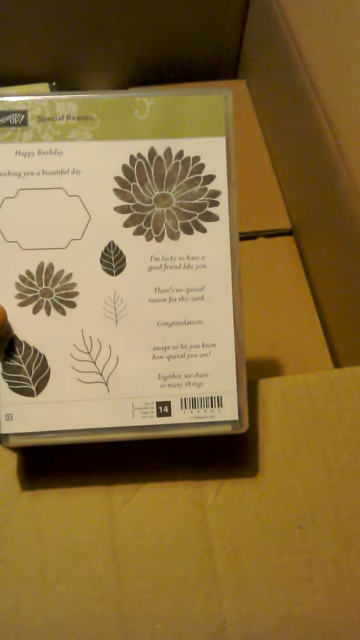 Special Reason
Happy Birthday
wishing you a beautiful day
I'm lucky to have a
good friend like you
There's no special
reason for this card...
Congratulations
...except to let you know
how special you are!
Together, we share
so many things
14